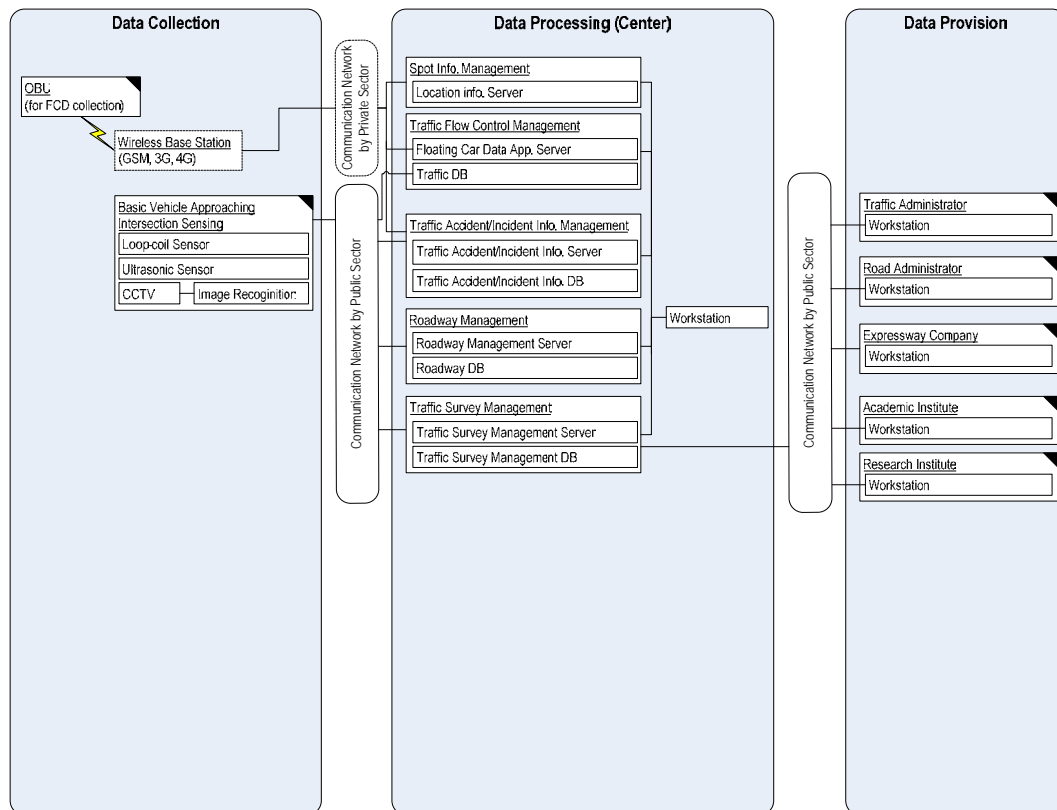 Data Collection
OBU
(for FCD collection)
Wireless Base Station
(GSM, 3G, 4G)
Basic Vehicle Approaching
Intersection Sensing
Loop-coil Sensor
Ultrasonic Sensor
CCTV
Image Recoginition
Communication Network
by Private Sector
Communication Network by Public Sector
Data Processing (Center)
Spot Info. Management
Location info. Server
Traffic Flow Control Management
Floating Car Data App. Server
Traffic DB
Traffic Accident/Incident Info. Management
Traffic Accident/Incident Info. Server
Traffic Accident/Incident Info. DB
Roadway Management
Roadway Management Server
Roadway DB
Traffic Survey Management
Traffic Survey Management Server
Traffic Survey Management DB
Workstation
Communication Network by Public Sector
Data Provision
Traffic Administrator
Workstation
Road Administrator
Workstation
Expressway Company
Workstation
Academic Institute
Workstation
Research Institute
Workstation